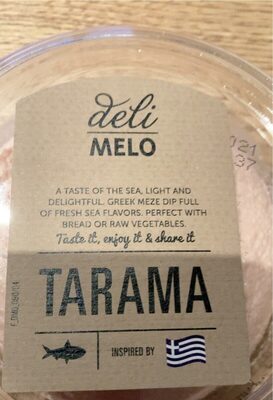 deli
MELO
A TASTE OF THE SEA, LIGHT AND
DELIGHTFUL. GREEK MEZE DIP FULL
OF FRESH SEA FLAVORS. PERFECT WITH
BREAD OR RAW VEGETABLES.
Taste it, enjoy it & share it
TARAMA
INSPIRED BY